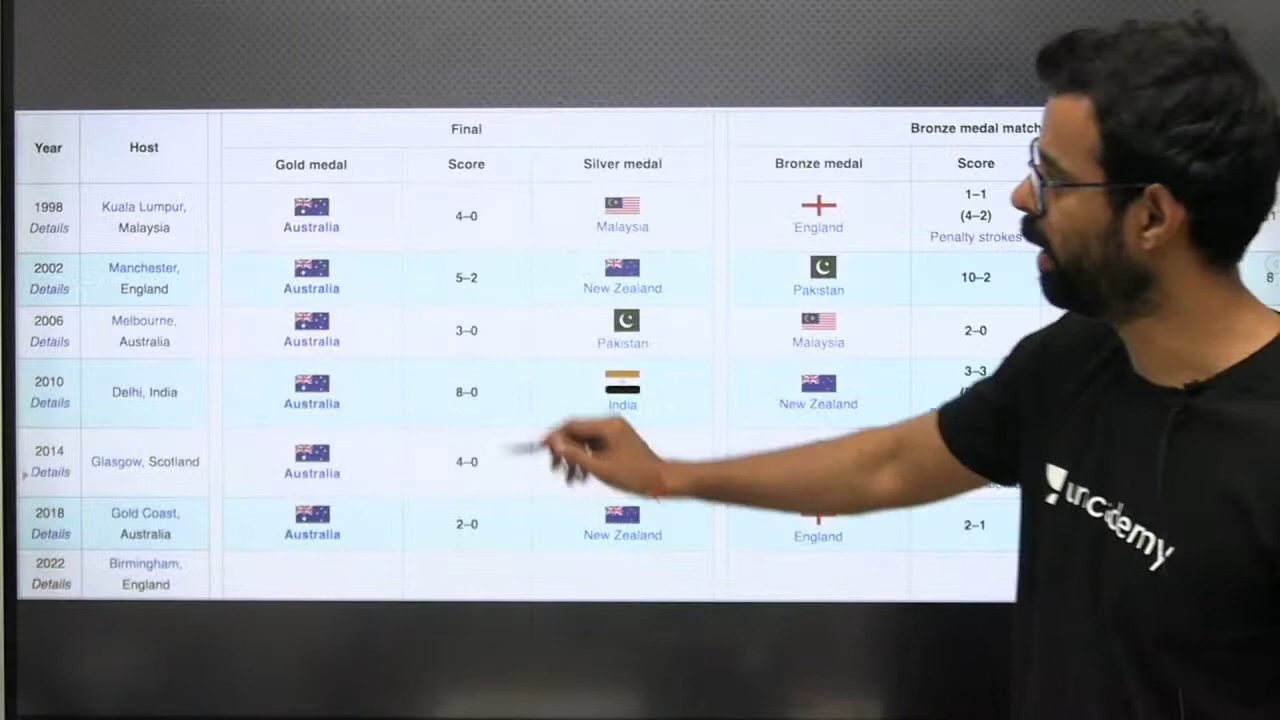 Year
Host
Final
Bronze medal match
Gold medal
Score
Silver medal
Bronze medal
Score
1998
Details
Kuala Lumpur,
Malaysia
Australia
4–0
Malaysia
England
1–1
(4–2)
Penalty strokes
2002
Details
Manchester,
England
Australia
5–2
New Zealand
Pakistan
10–2
8
2006
Details
Melbourne,
Australia
Australia
3–0
Pakistan
Malaysia
2–0
2010
Details
Delhi, India
Australia
8–0
India
New Zealand
3–3
2014
Details
Glasgow, Scotland
Australia
4–0
2018
Details
Gold Coast,
Australia
Australia
2–0
New Zealand
England
2–1
2022
Details
Birmingham,
England
unacademy